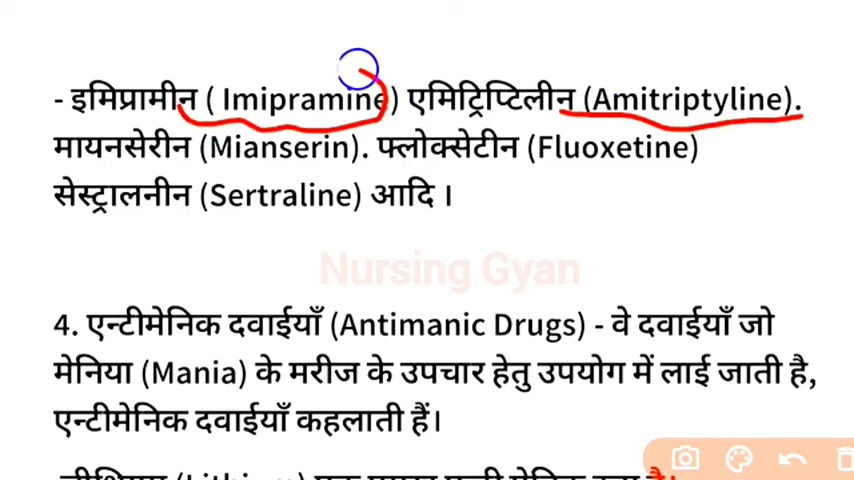 - इमिप्रामीन ( Imipramine) एमिट्रिप्टिलीन (Amitriptyline).
मायनसेरीन (Mianserin). फ्लोक्सेटीन (Fluoxetine)
सेस्ट्रालनीन (Sertraline) आदि ।
Nursing Gyan
4. एन्टीमेनिक दवाईयाँ (Antimanic Drugs) - वे दवाईयाँ जो
मेनिया (Mania) के मरीज के उपचार हेतु उपयोग में लाई जाती है,
एन्टीमेनिक दवाईयाँ कहलाती हैं।